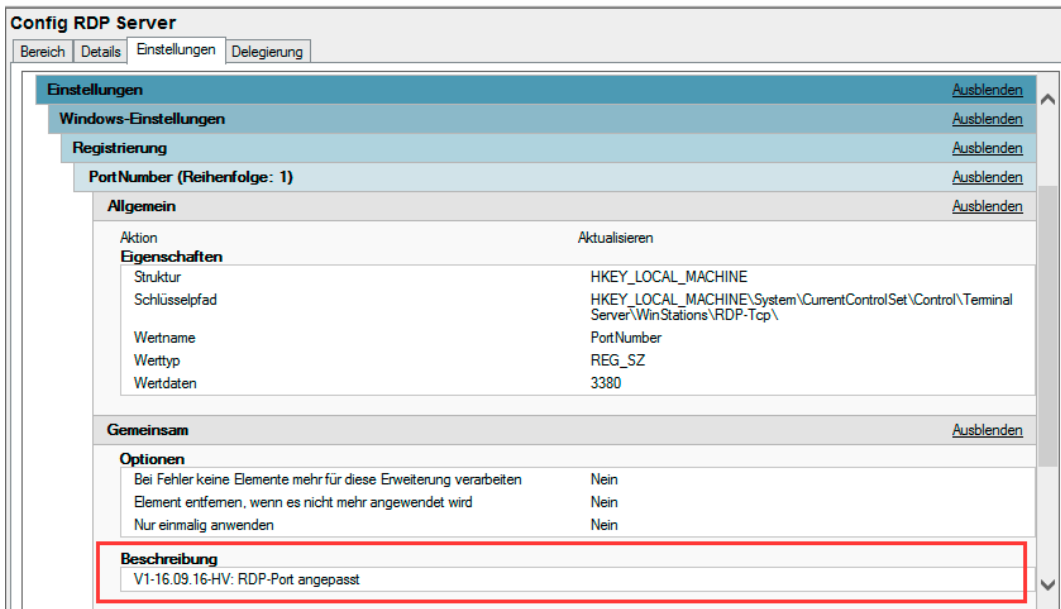 Config RDP Server
Bereich Details Einstellungen Delegierung
Einstellungen Ausblenden
Windows-Einstellungen Ausblenden
Registrierung Ausblenden
PortNumber (Reihenfolge: 1) Ausblenden
Allgemein Ausblenden
Aktion Aktualisieren
Eigenschaften
Struktur HKEY_LOCAL_MACHINE
Schlüsselpfad HKEY_LOCAL_MACHINE\System\CurrentControlSet\Control\Terminal
Server\WinStations\RDP-Tcp\
Wertname PortNumber
Werttyp REG_SZ
Wertdaten 3380
Gemeinsam Ausblenden
Optionen
Bei Fehler keine Elemente mehr für diese Erweiterung verarbeiten Nein
Element entfernen, wenn es nicht mehr angewendet wird Nein
Nur einmalig anwenden Nein
Beschreibung
V1-16.09.16-HV: RDP-Port angepasst